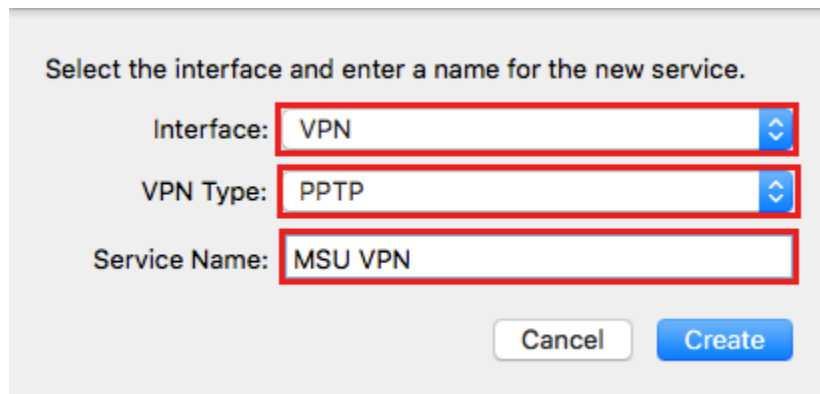 Select the interface and enter a name for the new service.
Interface: VPN
VPN Type: PPTP
Service Name: MSU VPN
Cancel Create